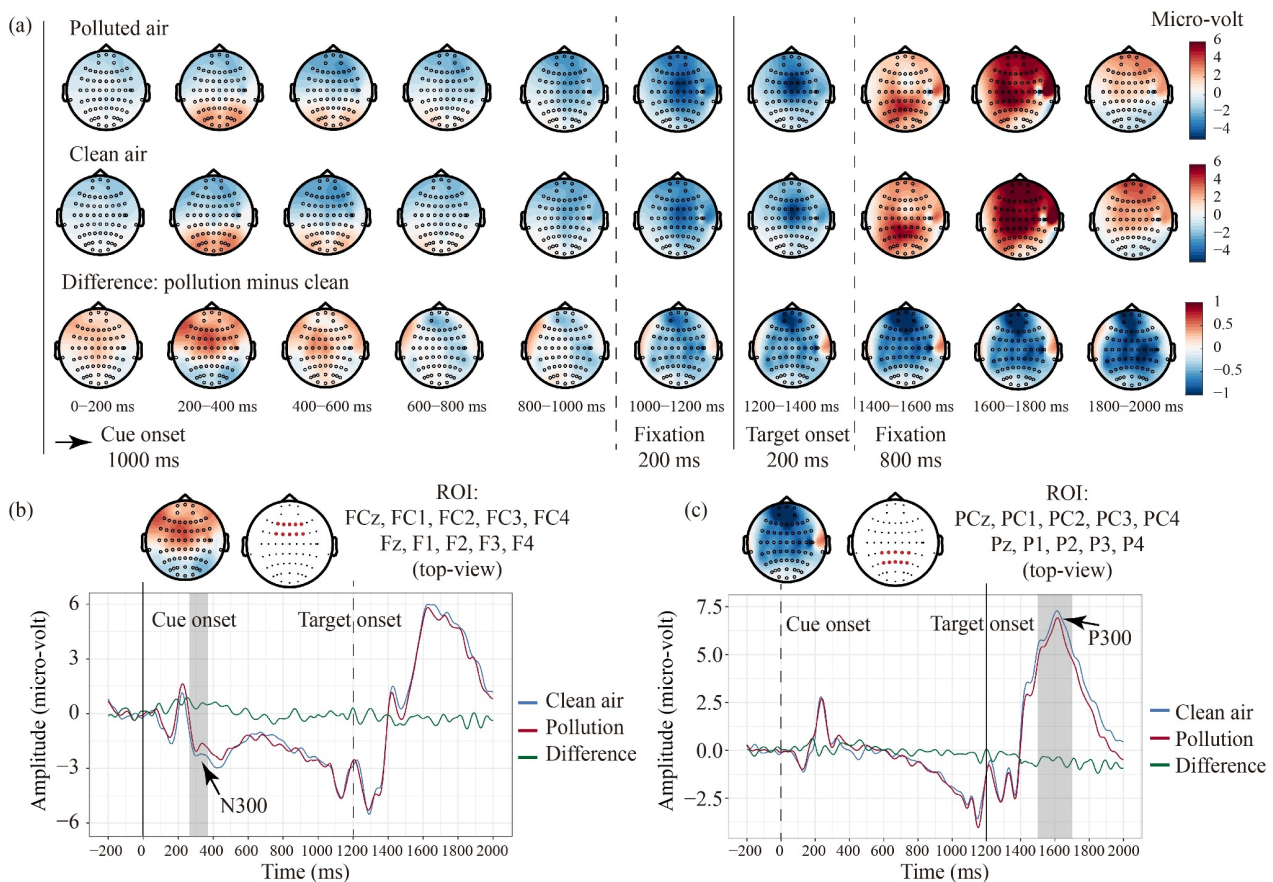 (a)
Polluted air
Micro-volt
6
4
2
0
−2
−4
Clean air
6
4
2
0
−2
−4
Difference: pollution minus clean
1
0.5
0
−0.5
−1
0−200 ms 200−400 ms 400−600 ms 600−800 ms 800−1000 ms 1000−1200 ms 1200−1400 ms 1400−1600 ms 1600−1800 ms 1800−2000 ms
Cue onset Fixation Target onset Fixation
1000 ms 200 ms 200 ms 800 ms
(b)
ROI:
FCz, FC1, FC2, FC3, FC4
Fz, F1, F2, F3, F4
(top-view)
Cue onset Target onset
6
3
0
−3
−6
Amplitude (micro-volt)
N300
Clean air
Pollution
Difference
−200 0 200 400 600 800 1000 1200 1400 1600 1800 2000
Time (ms)
(c)
ROI:
PCz, PC1, PC2, PC3, PC4
Pz, P1, P2, P3, P4
(top-view)
Cue onset Target onset
P300
7.5
5.0
2.5
0.0
−2.5
Amplitude (micro-volt)
Clean air
Pollution
Difference
−200 0 200 400 600 800 1000 1200 1400 1600 1800 2000
Time (ms)